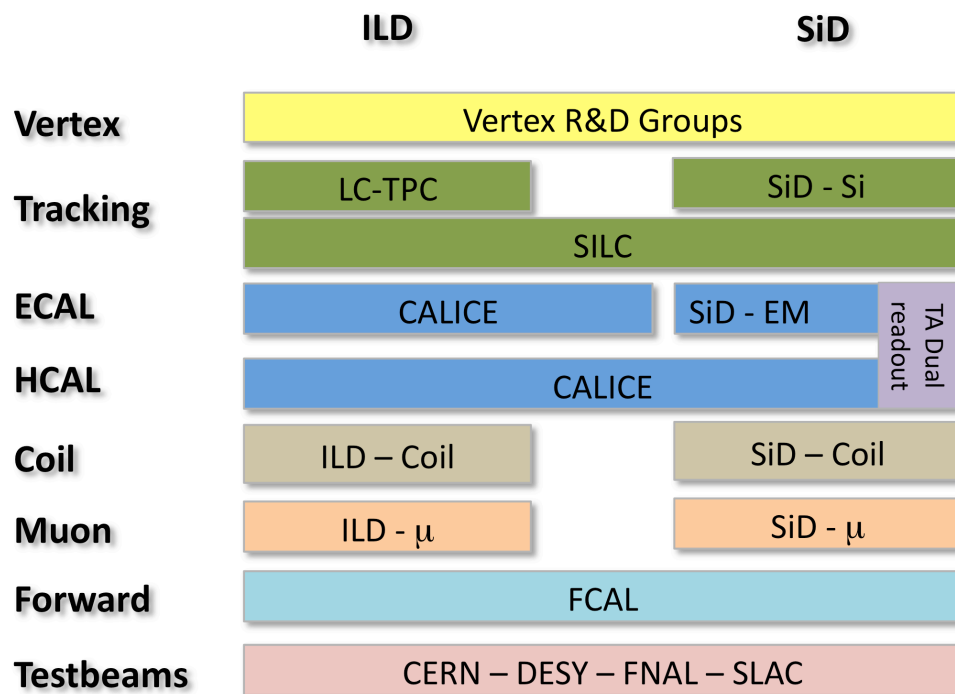 ILD SiD
Vertex Vertex R&D Groups
Tracking LC-TPC SiD - Si
SILC
ECAL CALICE SiD - EM
TA Dual
readout
HCAL CALICE
Coil ILD – Coil SiD – Coil
Muon ILD - μ SiD - μ
Forward FCAL
Testbeams CERN – DESY – FNAL – SLAC